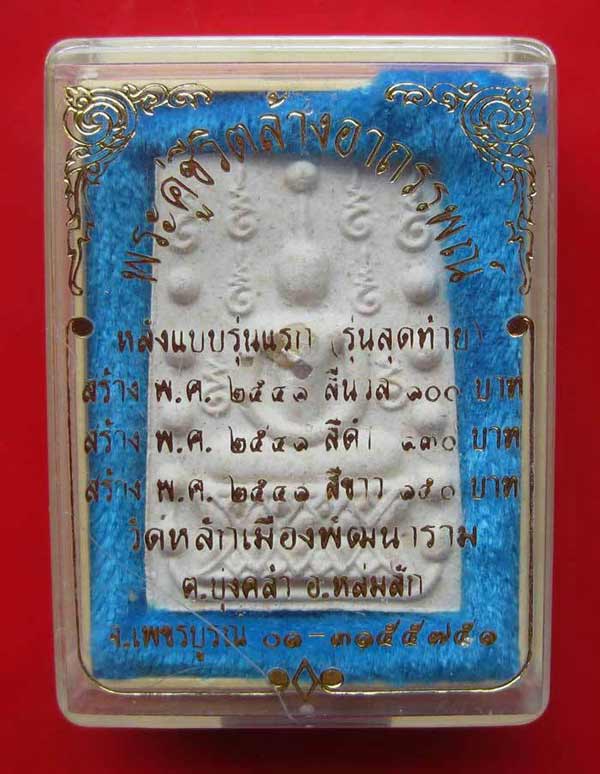 พระคู่ชีวิตล้างอาถรรพณ์
หลังแบบรุ่นแรก (รุ่นสุดท้าย)
สร้าง พ.ศ. ๒๕๔๑ สีนวล ๑๐๐ บาท
สร้าง พ.ศ. ๒๕๔๑ สีดำ ๑๓๐ บาท
สร้าง พ.ศ. ๒๕๔๑ สีขาว ๑๕๐ บาท
วัดหลักเมืองพัฒนาราม
ต.บุ่งคล้า อ.หล่มสัก
จ.เพชรบูรณ์ ๐๑-๓๑๕๕๗๕๑